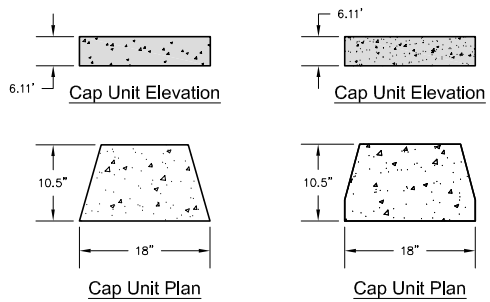 6.11'
Cap Unit Elevation
6.11'
Cap Unit Elevation
10.5"
18"
Cap Unit Plan
10.5"
18"
Cap Unit Plan